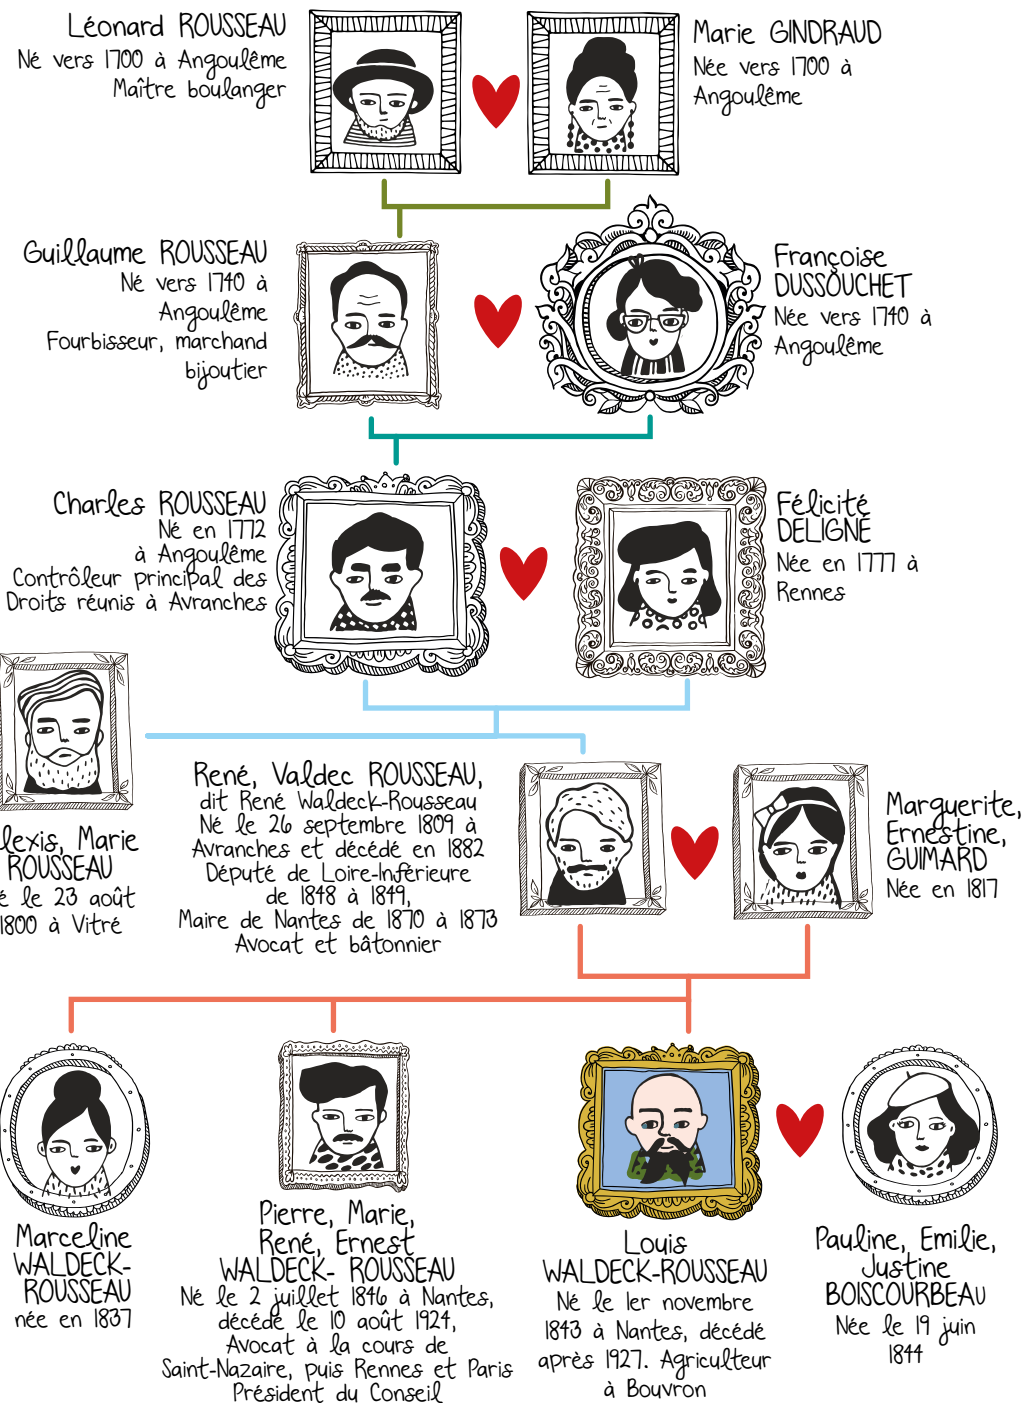 Léonard ROUSSEAU
Né vers 1700 à Angoulême
Maître boulanger
Marie GINDRAUD
Née vers 1700 à
Angoulême
Guillaume ROUSSEAU
Né vers 1740 à
Angoulême
Fourbisseur, marchand
bijoutier
Françoise
DUSSOUCHET
Née vers 1740 à
Angoulême
Charles ROUSSEAU
Né en 1772
à Angoulême
Contrôleur principal des
Droits réunis à Avranches
Félicité
DELIGNÉ
Née en 1777 à
Rennes
lexis, Marie
ROUSSEAU
é le 23 août
1800 à Vitré
René, Valdec ROUSSEAU,
dit René Waldeck-Rousseau
Né le 26 septembre 1809 à
Avranches et décédé en 1882
Député de Loire-Inférieure
de 1848 à 1849,
Maire de Nantes de 1870 à 1873
Avocat et bâtonnier
Marguerite,
Ernestine,
GUIMARD
Née en 1817
Marceline
WALDECK-
ROUSSEAU
née en 1837
Pierre, Marie,
René, Ernest
WALDECK- ROUSSEAU
Né le 2 juillet 1846 à Nantes,
décédé le 10 août 1924,
Avocat à la cours de
Saint-Nazaire, puis Rennes et Paris
Président du Conseil
Louis
WALDECK-ROUSSEAU
Né le 1er novembre
1843 à Nantes, décédé
après 1927. Agriculteur
à Bouvron
Pauline, Emilie,
Justine
BOISCOURBEAU
Née le 19 juin
1844